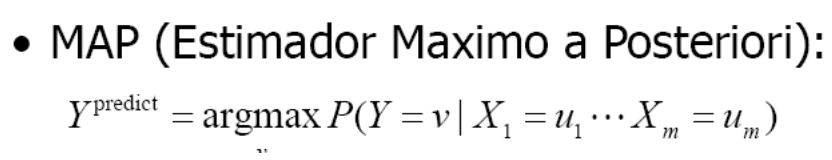 • MAP (Estimador Maximo a Posteriori):
Y^predict = argmax P(Y = v | X_1 = u_1 ⋯ X_m = u_m)